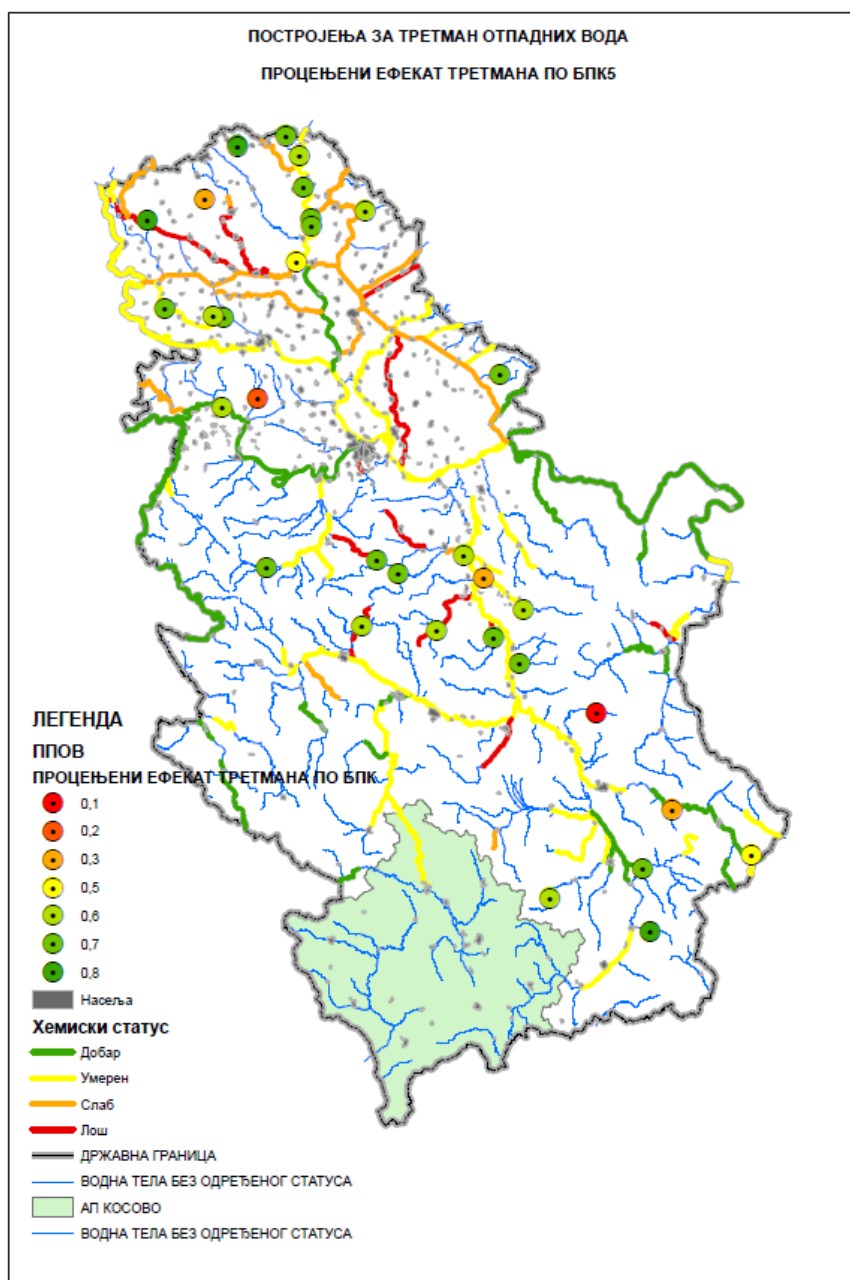 ПОСТРОЈЕЊА ЗА ТРЕТМАН ОТПАДНИХ ВОДА
ПРОЦЕЊЕНИ ЕФЕКАТ ТРЕТМАНА ПО БПК5
ЛЕГЕНДА
ППОВ
ПРОЦЕЊЕНИ ЕФЕКАТ ТРЕТМАНА ПО БПК
0,1
0,2
0,3
0,5
0,6
0,7
0,8
Насеља
Хемиски статус
Добар
Умерен
Слаб
Лош
ДРЖАВНА ГРАНИЦА
ВОДНА ТЕЛА БЕЗ ОДРЕЂЕНОГ СТАТУСА
АП КОСОВО
ВОДНА ТЕЛА БЕЗ ОДРЕЂЕНОГ СТАТУСА